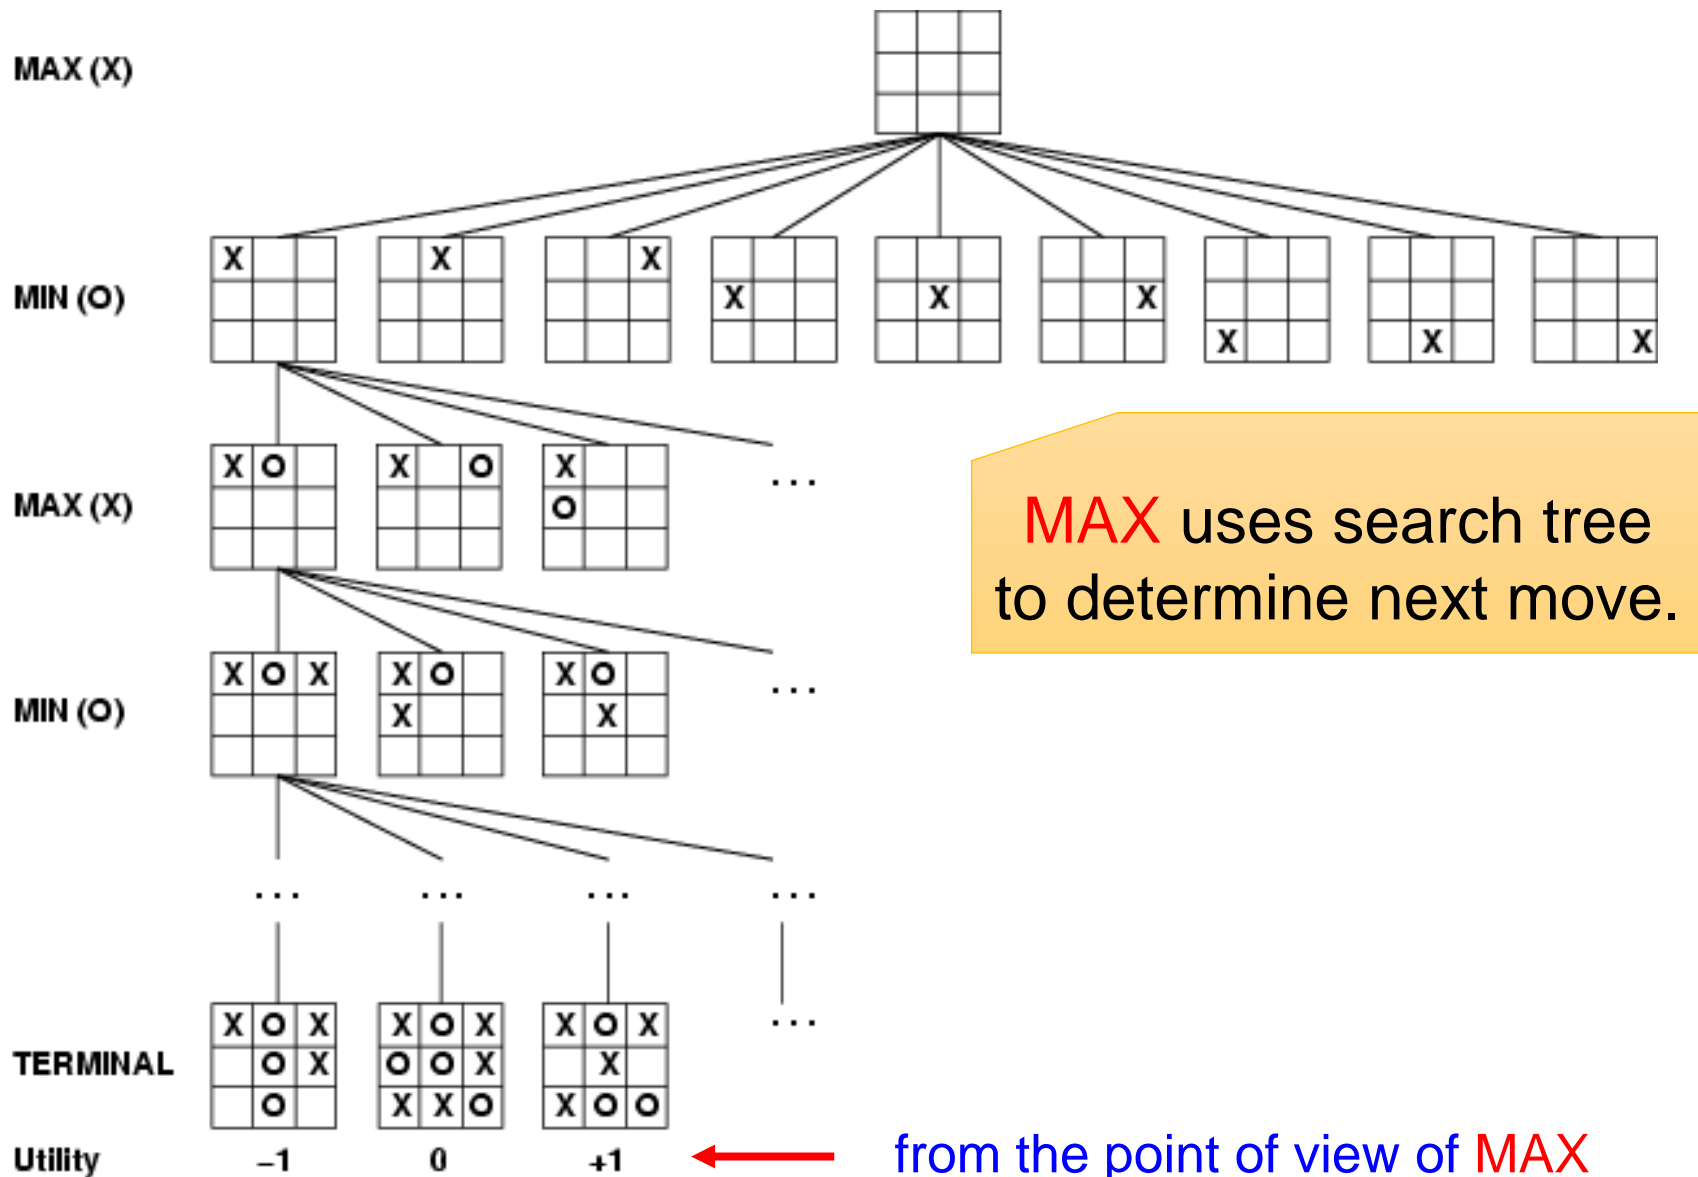 MAX (X)
X X X X X X X X X
MIN (O)
X O X O X
MAX (X)
O
...
MAX uses search tree
to determine next move.
X O X X O X O
MIN (O)
X X
...
... ... ... ...
X O X X O X X O X
...
TERMINAL
O X O O X X
O X X O X O O
Utility −1 0 +1 from the point of view of MAX